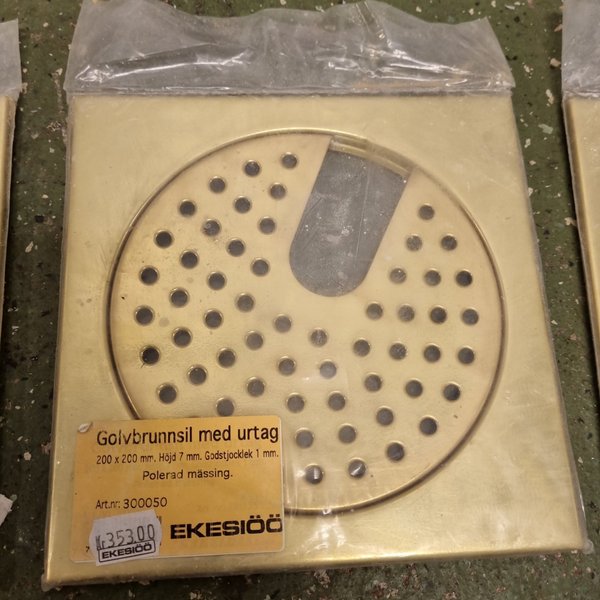 Golvbrunnsil med urtag
200 x 200 mm. Höjd 7 mm. Godstjocklek 1 mm.
Polerad mässing.
Art.nr: 300050
Kr353.00
EKESIÖÖ
EKESIÖÖ